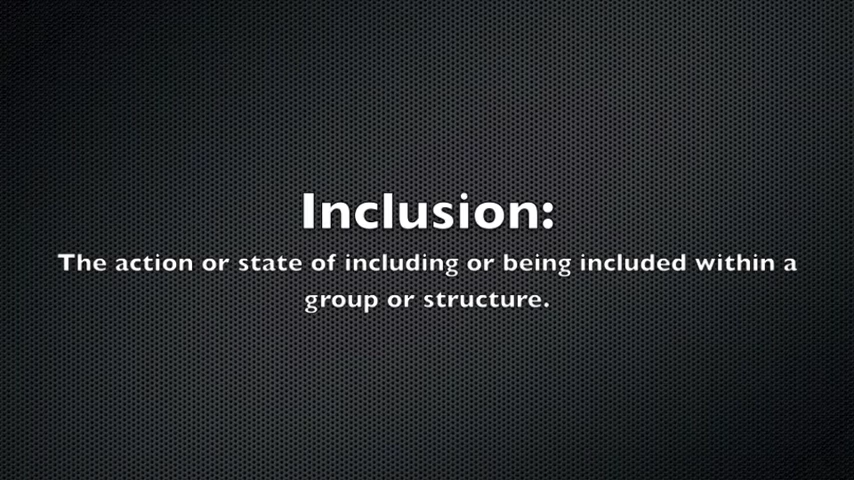 Inclusion:
The action or state of including or being included within a
group or structure.